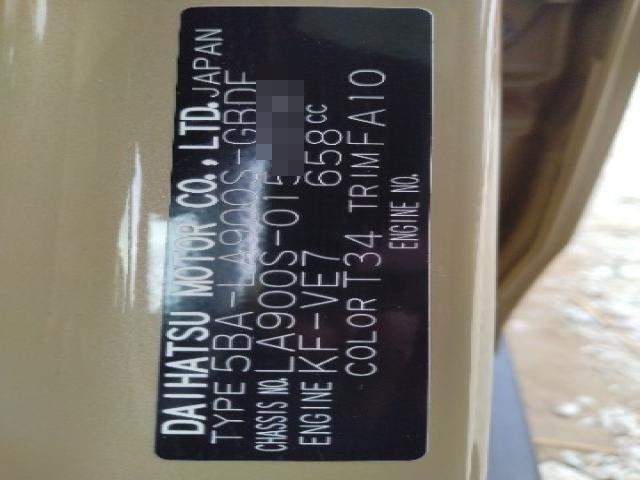 DAIHATSU MOTOR CO., LTD. JAPAN
TYPE 5BA-LA900S-GBDF
CHASSIS NO. LA900S-015
ENGINE KF-VE7 658cc
COLOR T34 TRIM FA10
ENGINE NO.